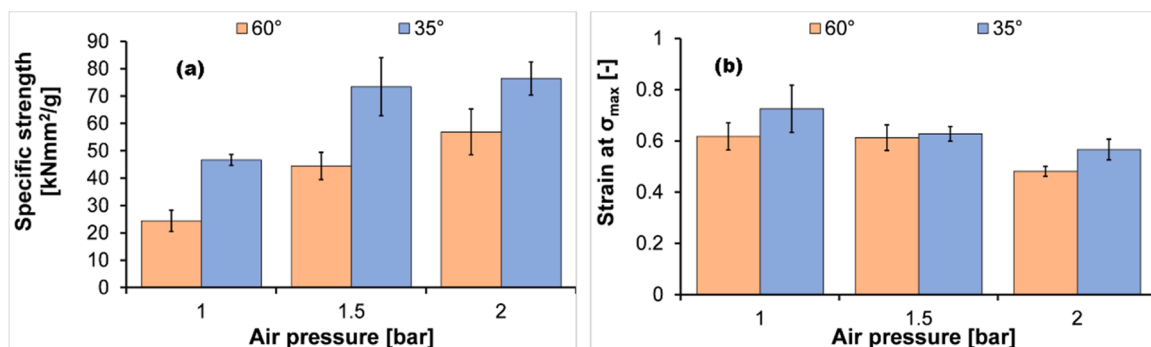 60° 35°
(a)
Specific strength
[kNmm²/g]
90
80
70
60
50
40
30
20
10
0
1 1.5 2
Air pressure [bar]
60° 35°
(b)
Strain at σmax [-]
1
0.8
0.6
0.4
0.2
0
1 1.5 2
Air pressure [bar]